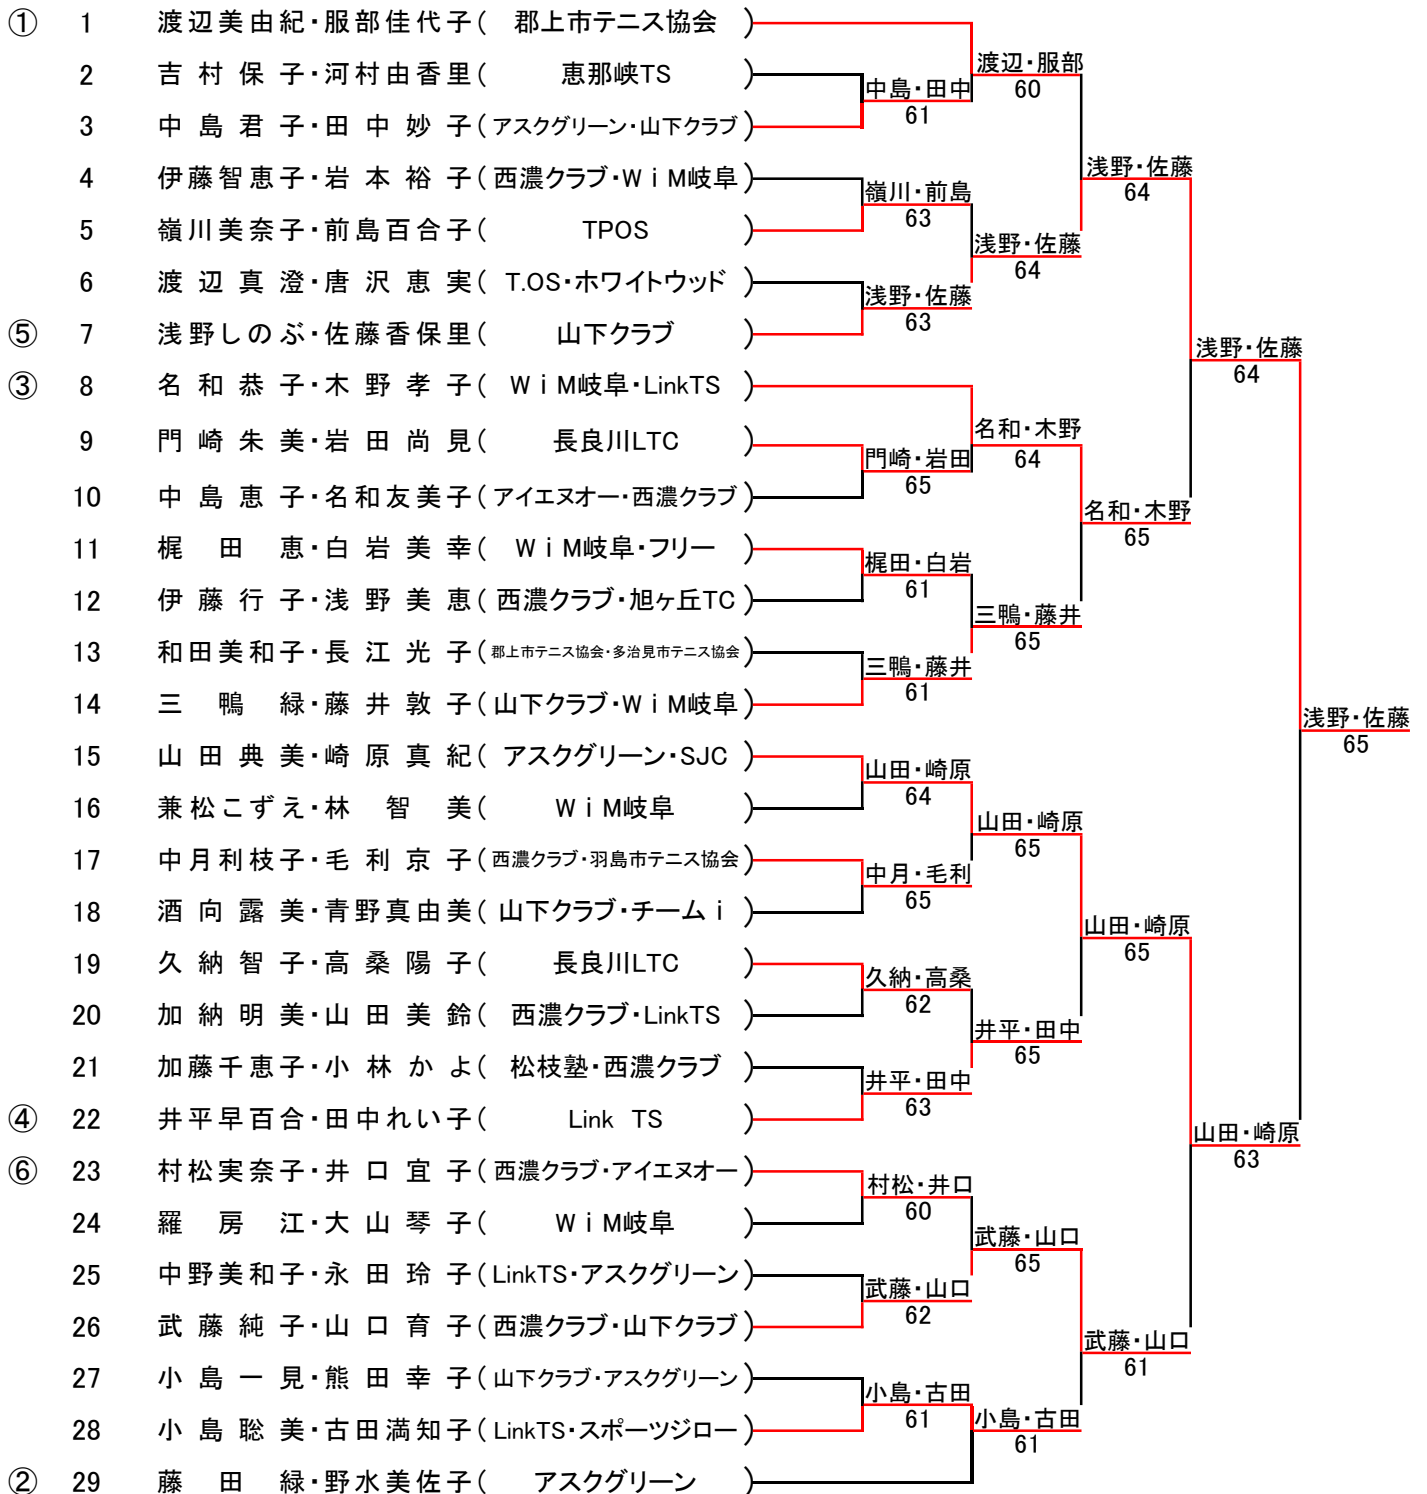 ① 1 渡辺美由紀・服部佳代子( 郡上市テニス協会 )
2 吉村保子・河村由香里( 恵那峡TS )
3 中島君子・田中妙子(アスクグリーン・山下クラブ)
4 伊藤智恵子・岩本裕子(西濃クラブ・WiM岐阜)
5 嶺川美奈子・前島百合子( TPOS )
6 渡辺真澄・唐沢恵実( T.OS・ホワイトウッド )
⑤ 7 浅野しのぶ・佐藤香保里( 山下クラブ )
③ 8 名和恭子・木野孝子( WiM岐阜・LinkTS )
9 門崎朱美・岩田尚見( 長良川LTC )
10 中島恵子・名和友美子(アイエヌオー・西濃クラブ)
11 梶田恵・白岩美幸( WiM岐阜・フリー )
12 伊藤行子・浅野美恵(西濃クラブ・旭ヶ丘TC)
13 和田美和子・長江光子(郡上市テニス協会・多治見市テニス協会)
14 三鴨緑・藤井敦子(山下クラブ・WiM岐阜)
15 山田典美・崎原真紀( アスクグリーン・SJC )
16 兼松こずえ・林智美( WiM岐阜 )
17 中月利枝子・毛利京子(西濃クラブ・羽島市テニス協会)
18 酒向露美・青野真由美(山下クラブ・チームi )
19 久納智子・高桑陽子( 長良川LTC )
20 加納明美・山田美鈴( 西濃クラブ・LinkTS )
21 加藤千恵子・小林かよ( 松枝塾・西濃クラブ )
④ 22 井平早百合・田中れい子( Link TS )
⑥ 23 村松実奈子・井口宜子(西濃クラブ・アイエヌオー)
24 羅房江・大山琴子( WiM岐阜 )
25 中野美和子・永田玲子(LinkTS・アスクグリーン)
26 武藤純子・山口育子(西濃クラブ・山下クラブ)
27 小島一見・熊田幸子(山下クラブ・アスクグリーン)
28 小島聡美・古田満知子(LinkTS・スポーツジロー)
② 29 藤田緑・野水美佐子( アスクグリーン )
中島・田中
61
嶺川・前島
63
浅野・佐藤
63
門崎・岩田
65
梶田・白岩
61
三鴨・藤井
61
山田・崎原
64
中月・毛利
65
久納・高桑
62
井平・田中
63
村松・井口
60
武藤・山口
62
小島・古田
61
渡辺・服部
60
浅野・佐藤
64
名和・木野
64
三鴨・藤井
65
山田・崎原
65
井平・田中
65
武藤・山口
65
小島・古田
61
浅野・佐藤
64
名和・木野
65
山田・崎原
65
武藤・山口
61
浅野・佐藤
64
山田・崎原
63
浅野・佐藤
65